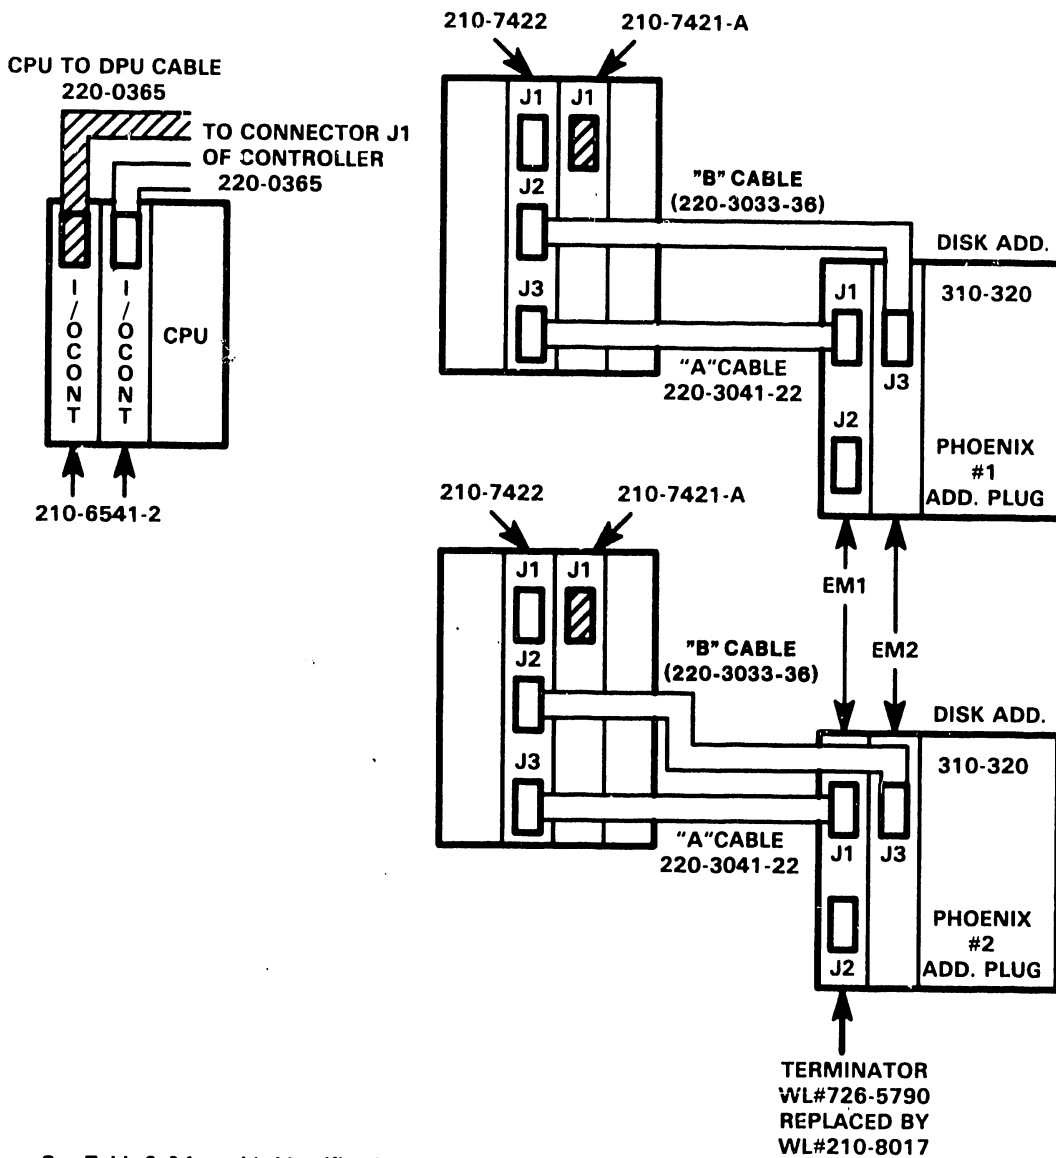 210-7422
210-7421-A
CPU TO DPU CABLE
220-0365
TO CONNECTOR J1
OF CONTROLLER
220-0365
I/OCONT
I/OCONT
CPU
210-6541-2
J1
J1
J2
J3
"B" CABLE
(220-3033-36)
"A"CABLE
220-3041-22
DISK ADD.
310-320
J1
J3
J2
PHOENIX
#1
ADD. PLUG
EM1
EM2
210-7422
210-7421-A
J1
J1
J2
J3
"B" CABLE
(220-3033-36)
"A"CABLE
220-3041-22
DISK ADD.
310-320
J1
J3
J2
PHOENIX
#2
ADD. PLUG
TERMINATOR
WL#726-5790
REPLACED BY
WL#210-8017